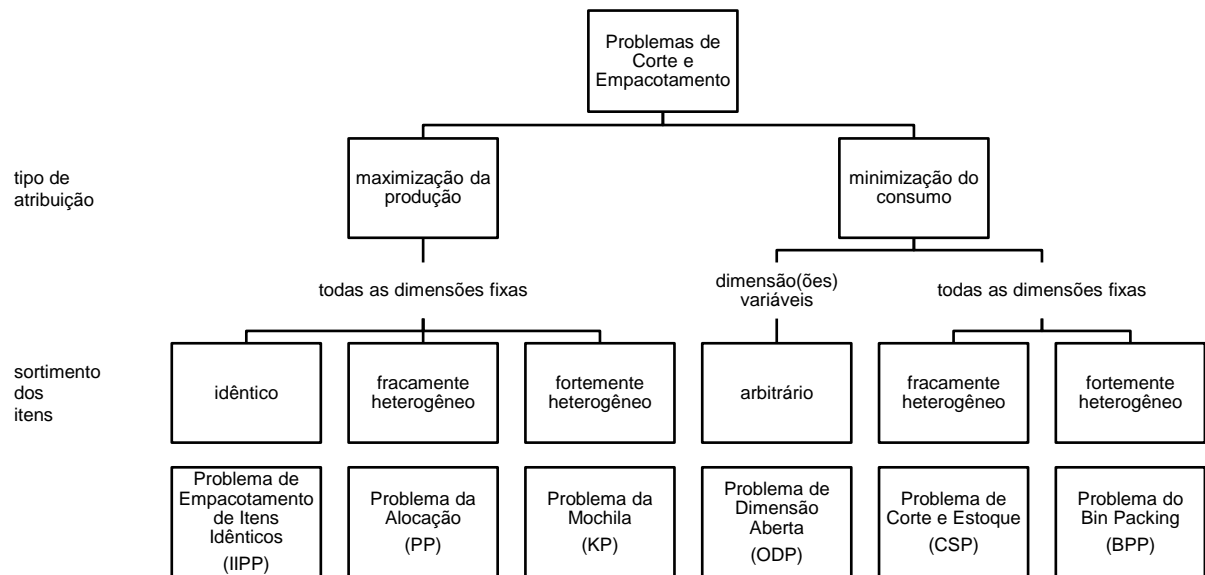 Problemas de
Corte e
Empacotamento
tipo de
atribuição
maximização da
produção
minimização do
consumo
todas as dimensões fixas
dimensão(ões)
variáveis
todas as dimensões fixas
sortimento
dos
itens
idêntico
fracamente
heterogêneo
fortemente
heterogêneo
arbitrário
fracamente
heterogêneo
fortemente
heterogêneo
Problema de
Empacotamento
de Itens
Idênticos
(IIPP)
Problema da
Alocação
(PP)
Problema da
Mochila
(KP)
Problema de
Dimensão
Aberta
(ODP)
Problema de
Corte e Estoque
(CSP)
Problema do
Bin Packing
(BPP)